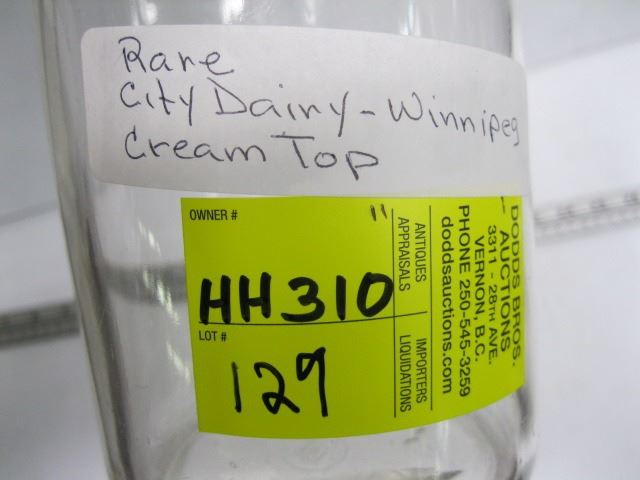 Rare
City Dairy - Winnipeg
Cream Top
OWNER #
"
HH310
LOT #
129
ANTIQUES
APPRAISALS
IMPORTERS
LIQUIDATIONS
DODDS BROS.
AUCTIONS
3311 - 28TH AVE.
VERNON, B.C.
PHONE 250-545-3259
doddsauctions.com